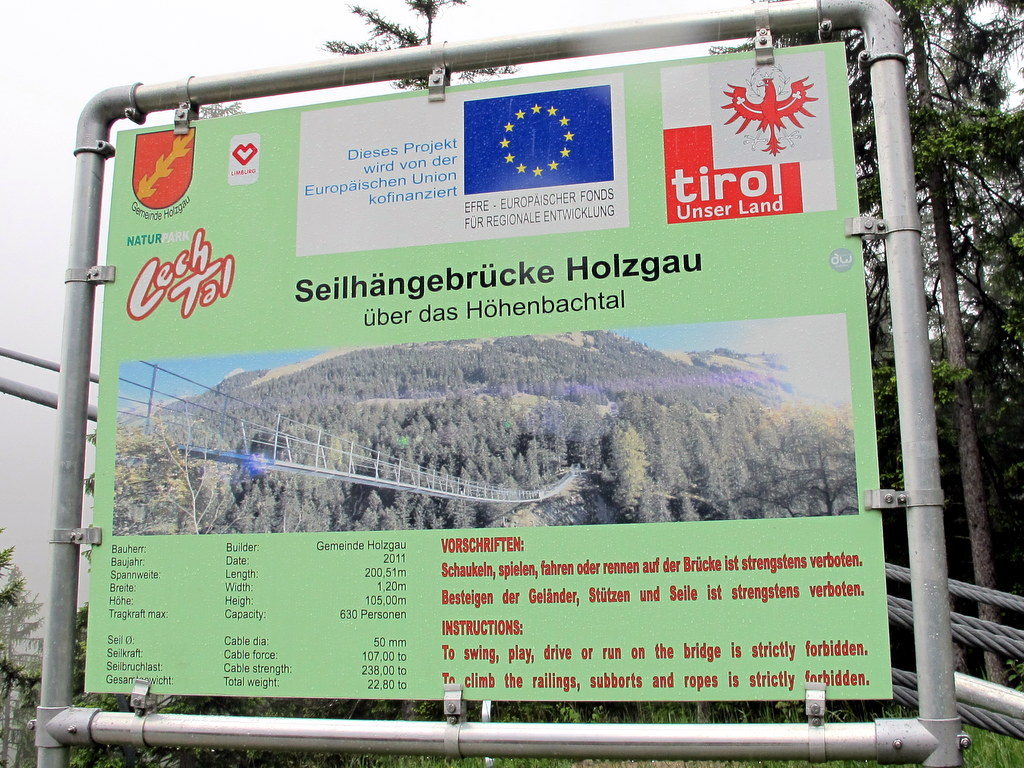 Gemeinde Holzgau
LIMBURG
NATURPARK
Lech
Tal
Dieses Projekt
wird von der
Europäischen Union
kofinanziert
EFRE - EUROPÄISCHER FONDS
FÜR REGIONALE ENTWICKLUNG
tirol
Unser Land
aw
Seilhängebrücke Holzgau
über das Höhenbachtal
Bauherr: Builder: Gemeinde Holzgau
Baujahr: Date: 2011
Spannweite: Length: 200,51m
Breite: Width: 1,20m
Höhe: Heigh: 105,00m
Tragkraft max: Capacity: 630 Personen
Seil Ø: Cable dia: 50 mm
Seilkraft: Cable force: 107,00 to
Seilbruchlast: Cable strength: 238,00 to
Gesamtgewicht: Total weight: 22,80 to
VORSCHRIFTEN:
Schaukeln, spielen, fahren oder rennen auf der Brücke ist strengstens verboten.
Besteigen der Geländer, Stützen und Seile ist strengstens verboten.
INSTRUCTIONS:
To swing, play, drive or run on the bridge is strictly forbidden.
To climb the railings, subborts and ropes is strictly forbidden.